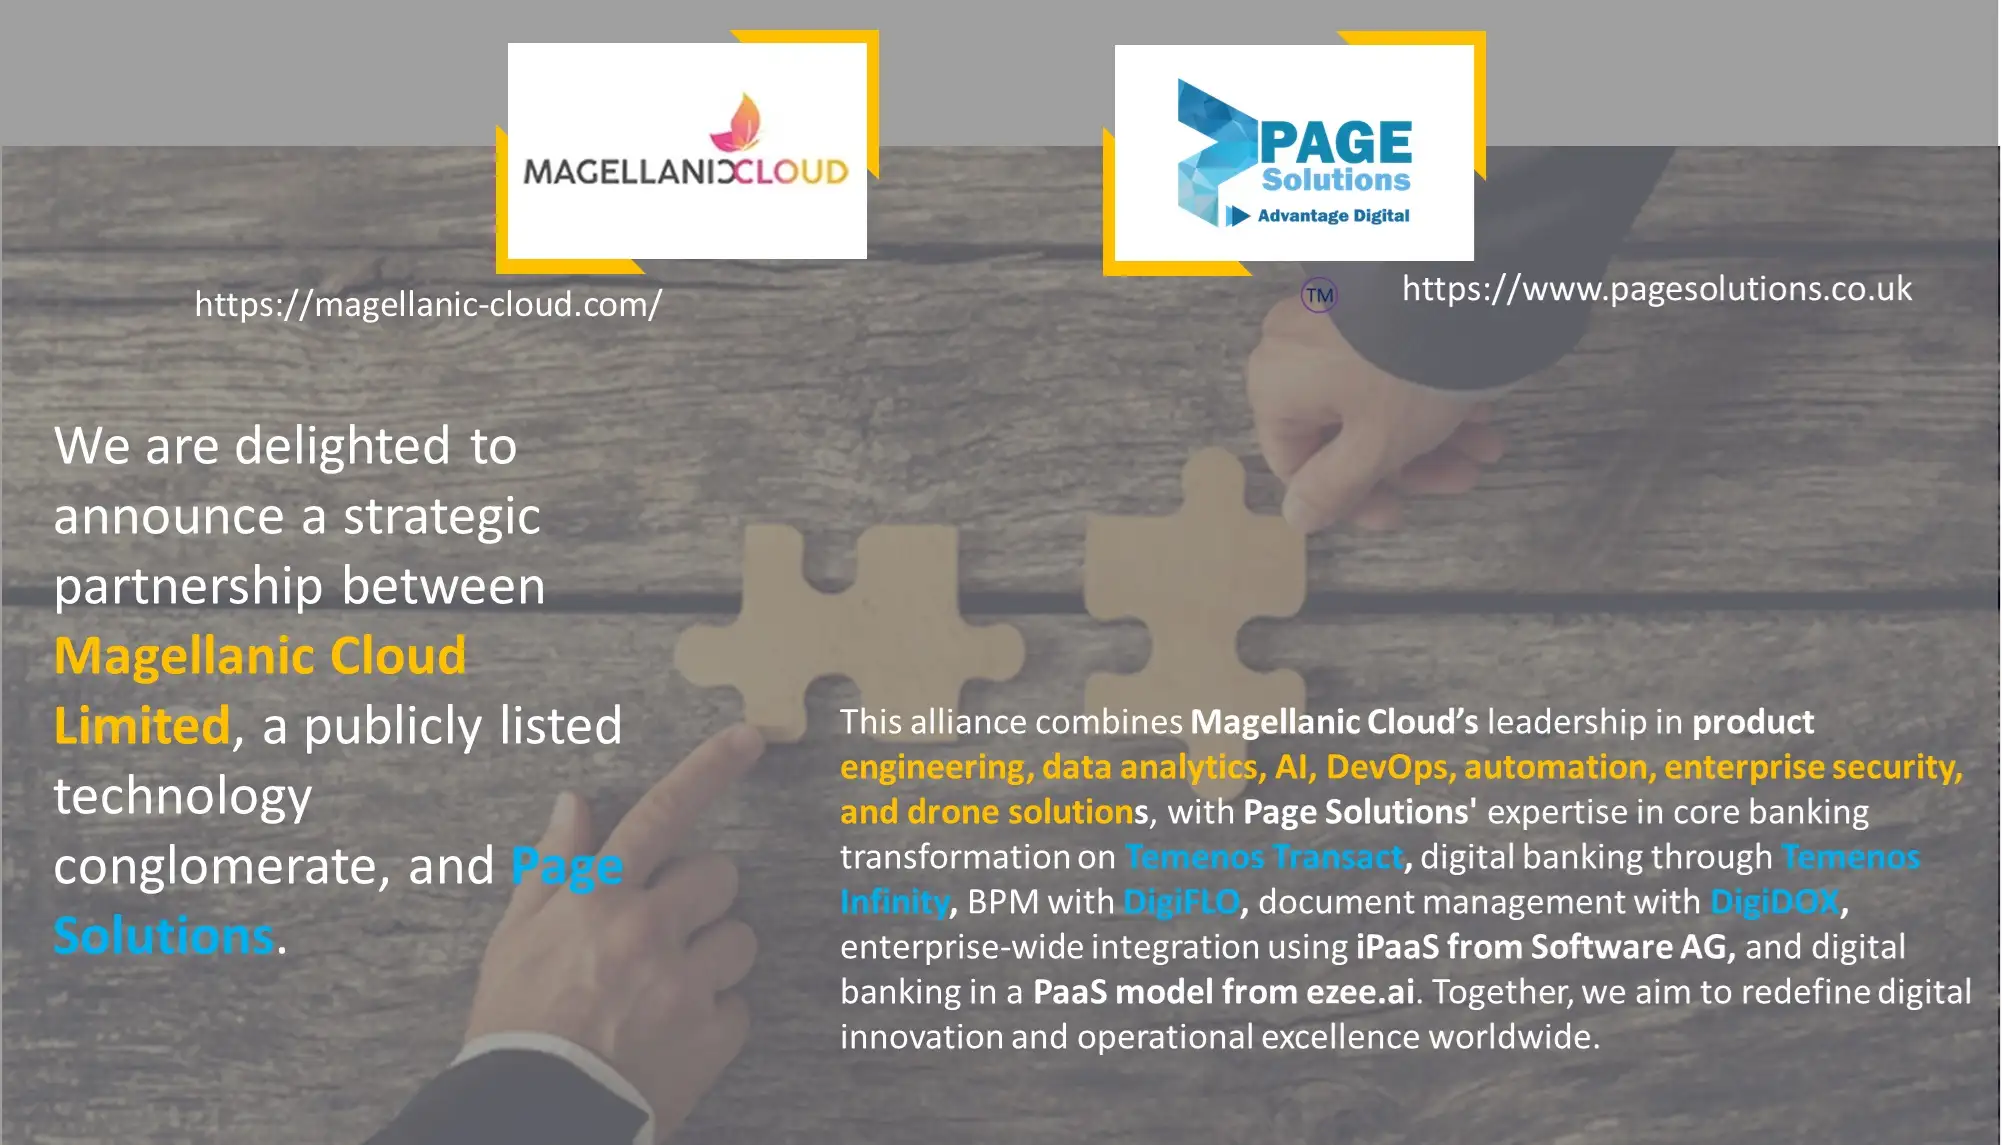 MAGELLANICCLOUD
PAGE
Solutions
Advantage Digital
https://magellanic-cloud.com/
TM
https://www.pagesolutions.co.uk
We are delighted to
announce a strategic
partnership between
Magellanic Cloud
Limited, a publicly listed
technology
conglomerate, and Page
Solutions.
This alliance combines Magellanic Cloud’s leadership in product
engineering, data analytics, AI, DevOps, automation, enterprise security,
and drone solutions, with Page Solutions' expertise in core banking
transformation on Temenos Transact, digital banking through Temenos
Infinity, BPM with DigiFLO, document management with DigiDOX,
enterprise-wide integration using iPaaS from Software AG, and digital
banking in a PaaS model from ezee.ai. Together, we aim to redefine digital
innovation and operational excellence worldwide.